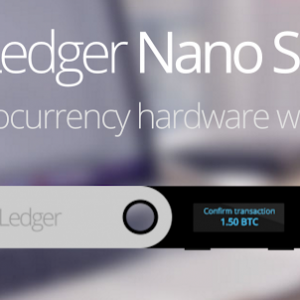 Ledger Nano S
ocurrency hardware w
Ledger
Confirm transaction
1.50 BTC